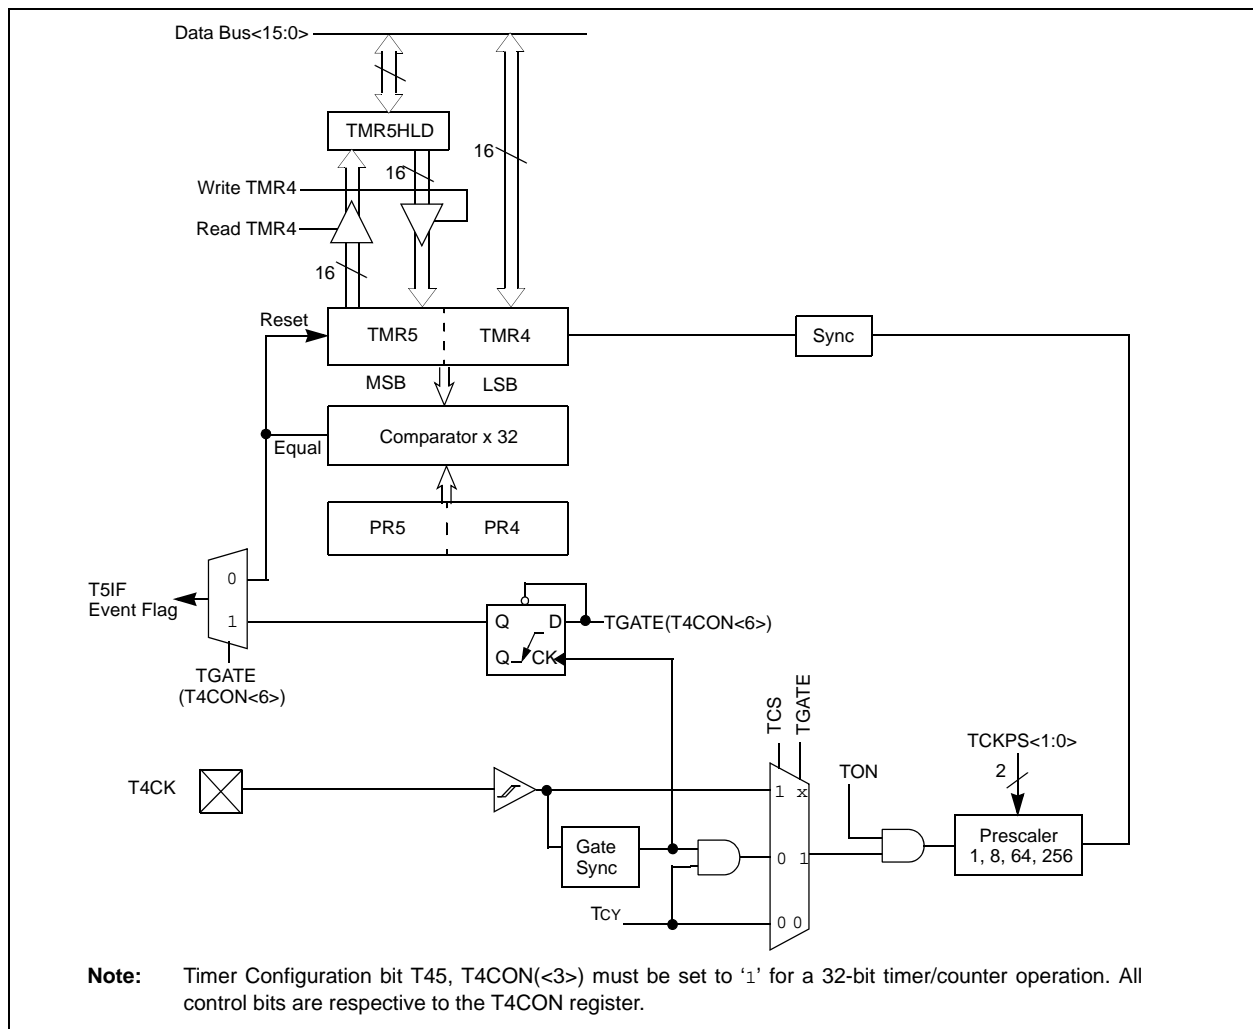 Data Bus<15:0>
TMR5HLD
16
16
Write TMR4
Read TMR4
16
Reset
TMR5
TMR4
Sync
MSB
LSB
Equal
Comparator x 32
PR5
PR4
0
1
T5IF
Event Flag
TGATE
(T4CON<6>)
Q
D
Q
CK
TGATE(T4CON<6>)
TCS
TGATE
T4CK
1 x
0 1
0 0
Gate
Sync
TCY
TON
TCKPS<1:0>
2
Prescaler
1, 8, 64, 256
Note: Timer Configuration bit T45, T4CON(<3>) must be set to ‘1’ for a 32-bit timer/counter operation. All
control bits are respective to the T4CON register.